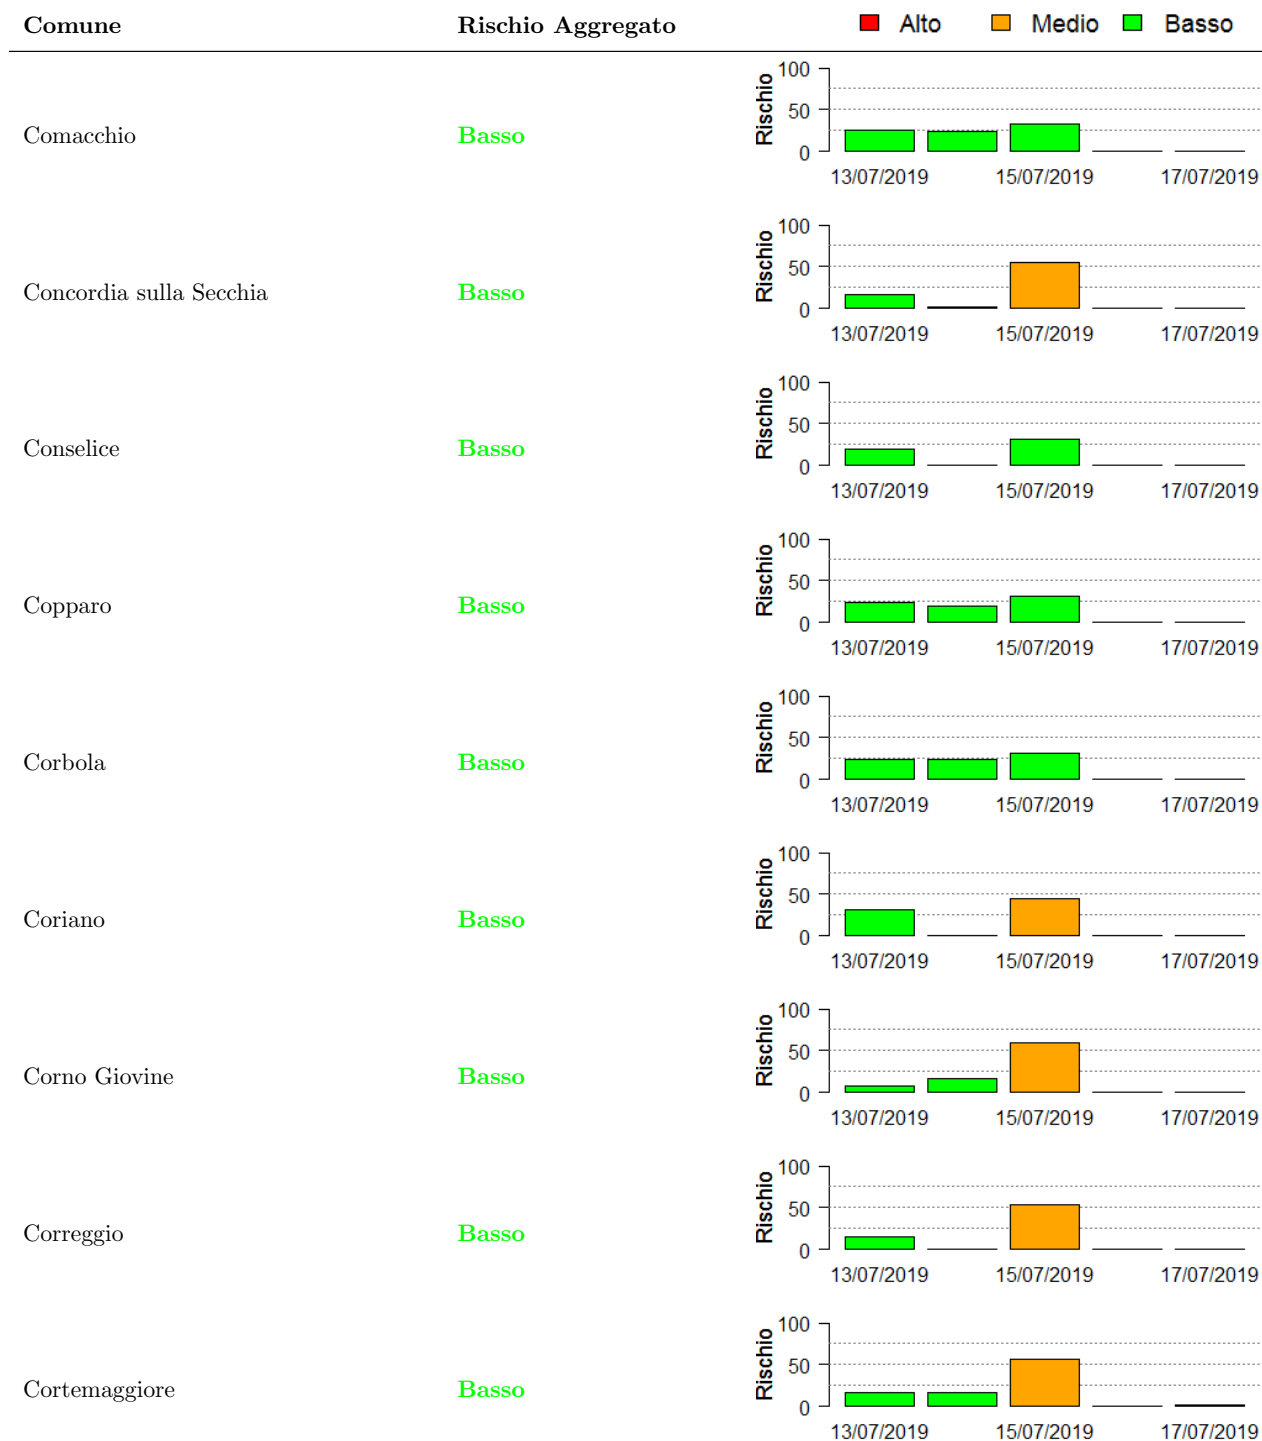 Comune Rischio Aggregato Alto Medio Basso
Comacchio Basso Rischio
100
50
0
13/07/2019 15/07/2019 17/07/2019
Concordia sulla Secchia Basso Rischio
100
50
0
13/07/2019 15/07/2019 17/07/2019
Conselice Basso Rischio
100
50
0
13/07/2019 15/07/2019 17/07/2019
Copparo Basso Rischio
100
50
0
13/07/2019 15/07/2019 17/07/2019
Corbola Basso Rischio
100
50
0
13/07/2019 15/07/2019 17/07/2019
Coriano Basso Rischio
100
50
0
13/07/2019 15/07/2019 17/07/2019
Corno Giovine Basso Rischio
100
50
0
13/07/2019 15/07/2019 17/07/2019
Correggio Basso Rischio
100
50
0
13/07/2019 15/07/2019 17/07/2019
Cortemaggiore Basso Rischio
100
50
0
13/07/2019 15/07/2019 17/07/2019